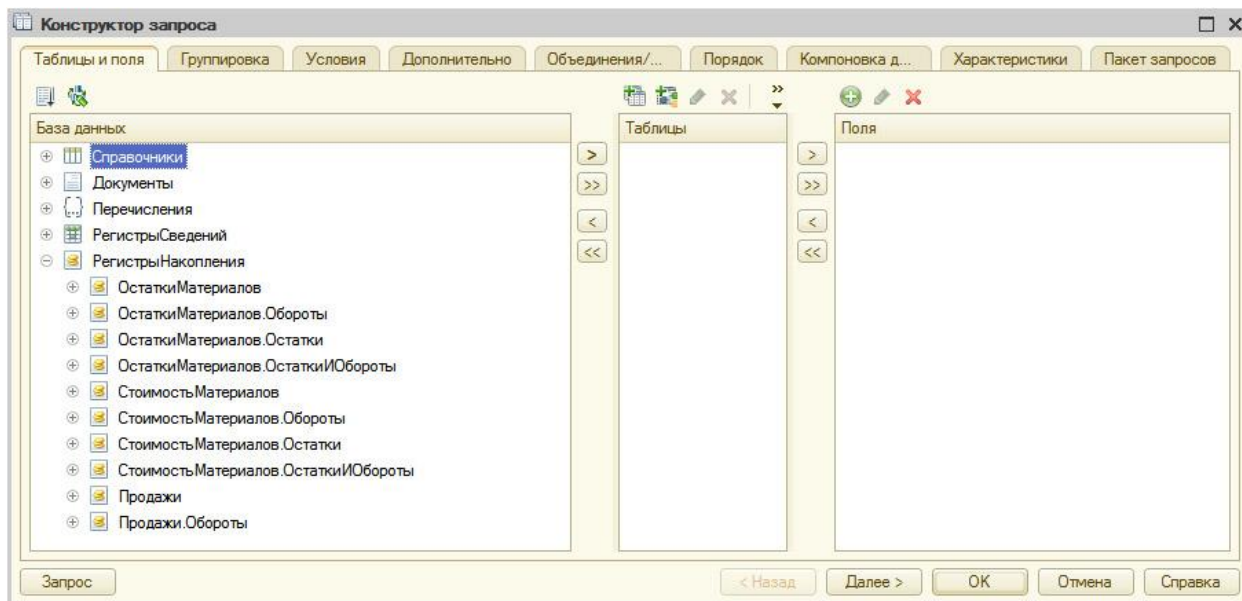 Конструктор запроса
Таблицы и поля Группировка Условия Дополнительно Объединения/... Порядок Компоновка д... Характеристики Пакет запросов
База данных Таблицы Поля
Справочники
Документы
Перечисления
РегистрыСведений
РегистрыНакопления
ОстаткиМатериалов
ОстаткиМатериалов.Обороты
ОстаткиМатериалов.Остатки
ОстаткиМатериалов.ОстаткиИОбороты
СтоимостьМатериалов
СтоимостьМатериалов.Обороты
СтоимостьМатериалов.Остатки
СтоимостьМатериалов.ОстаткиИОбороты
Продажи
Продажи.Обороты
Запрос < Назад Далее > OK Отмена Справка